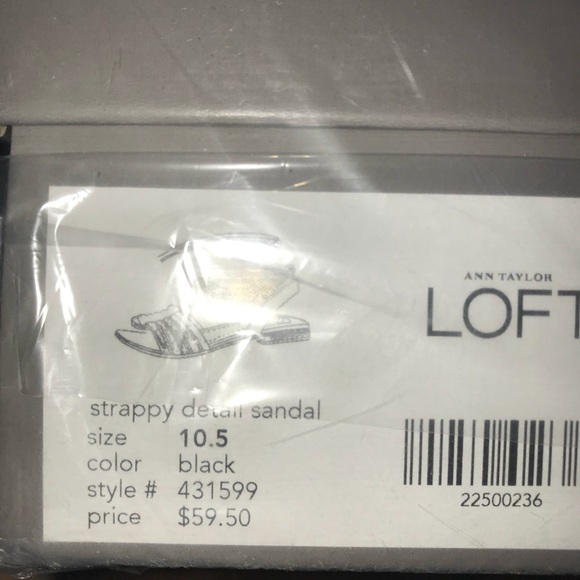 ANN TAYLOR
LOFT
strappy detail sandal
size 10.5
color black
style # 431599
price $59.50
22500236